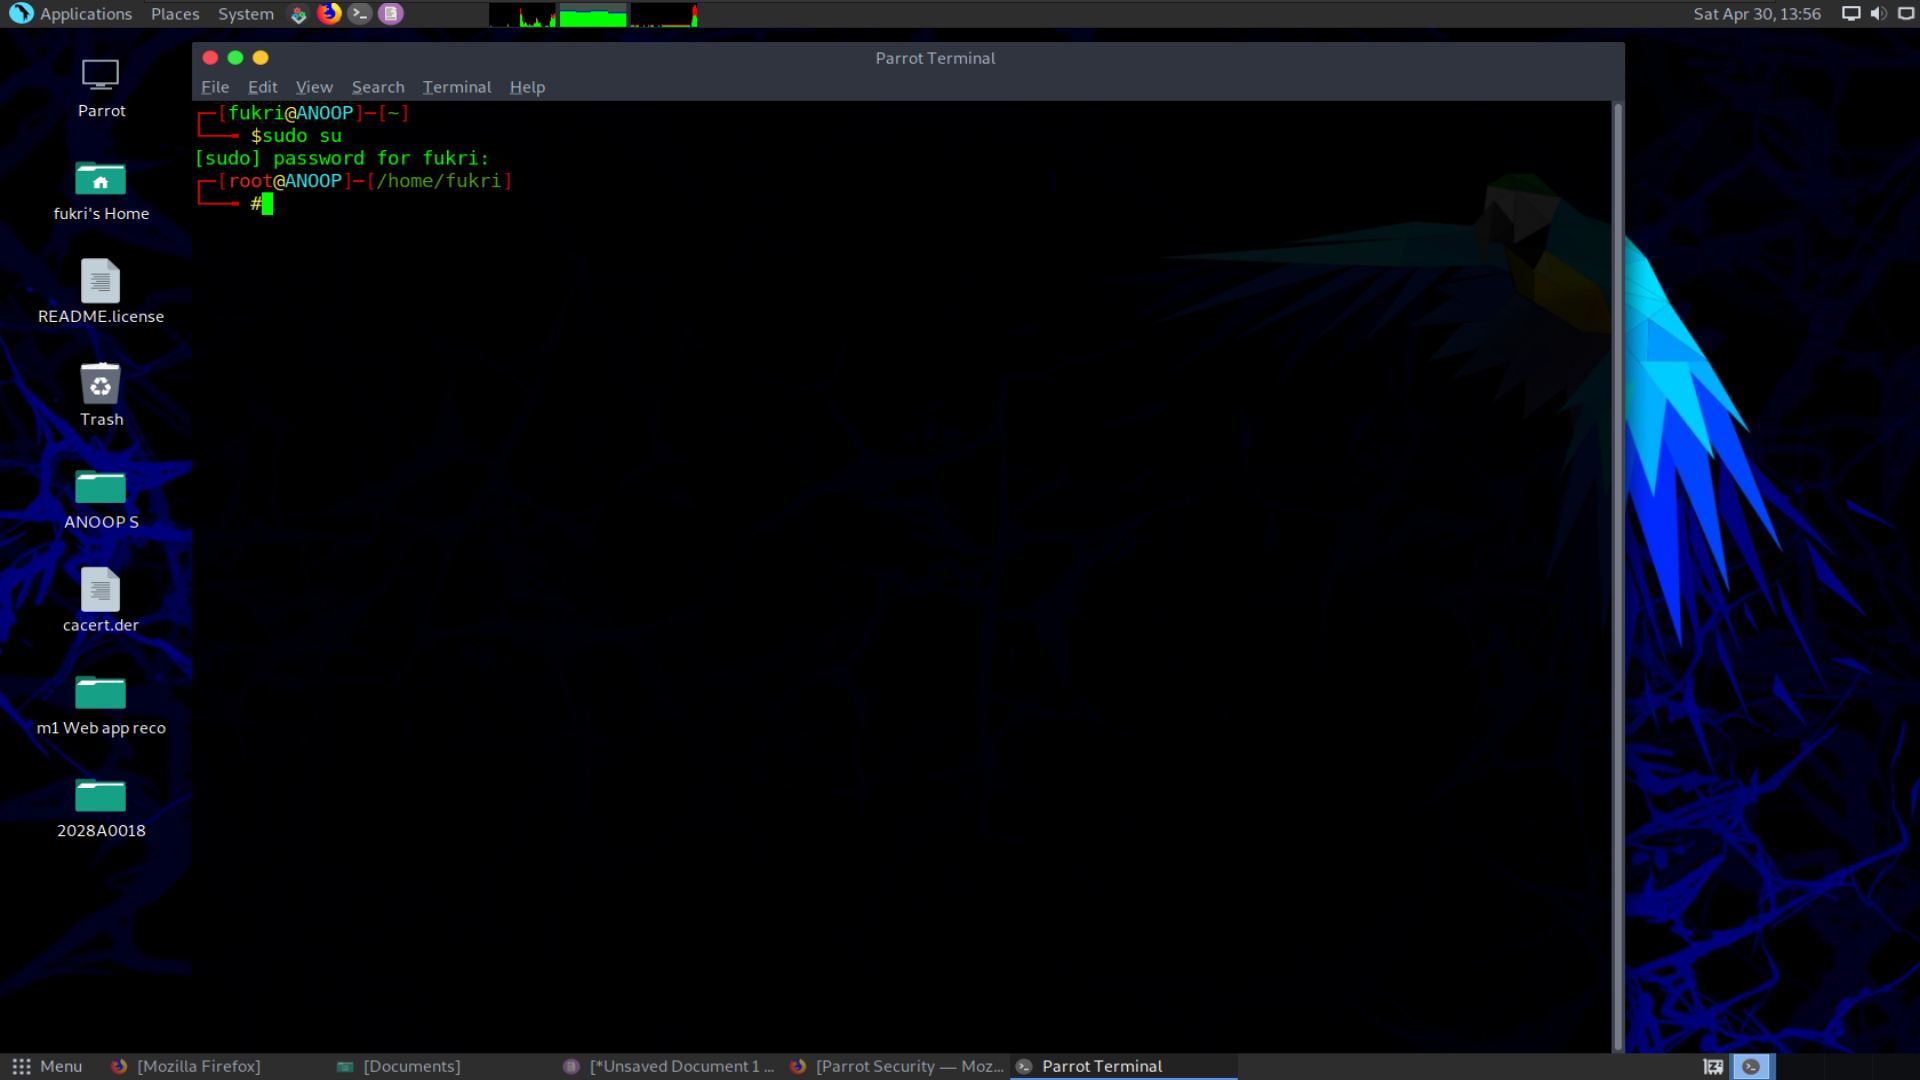 Applications Places System
Sat Apr 30, 13:56
Parrot Terminal
File Edit View Search Terminal Help
[fukri@ANOOP]─[~]
$sudo su
[sudo] password for fukri:
[root@ANOOP]─[/home/fukri]
#
Parrot
fukri's Home
README.license
Trash
ANOOP S
cacert.der
m1 Web app reco
2028A0018
Menu [Mozilla Firefox] [Documents] [*Unsaved Document 1 ... [Parrot Security — Moz... Parrot Terminal